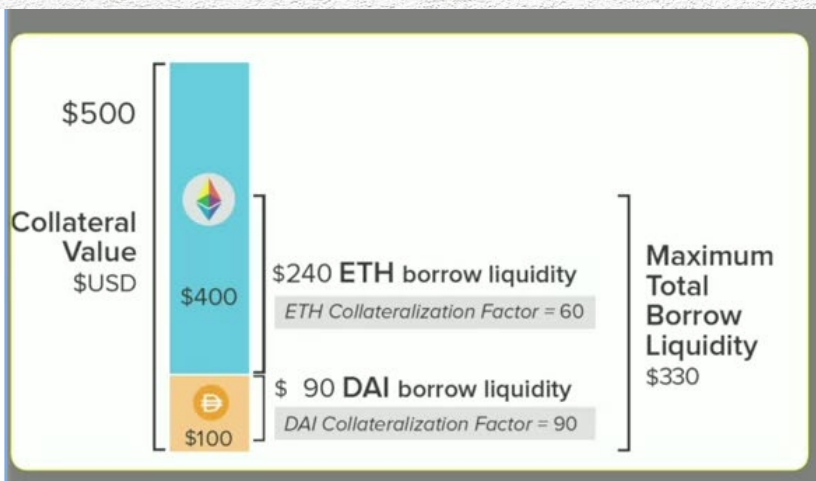 $500
Collateral
Value
$USD
$400
$100
$240 ETH borrow liquidity
ETH Collateralization Factor = 60
$ 90 DAI borrow liquidity
DAI Collateralization Factor = 90
Maximum
Total
Borrow
Liquidity
$330